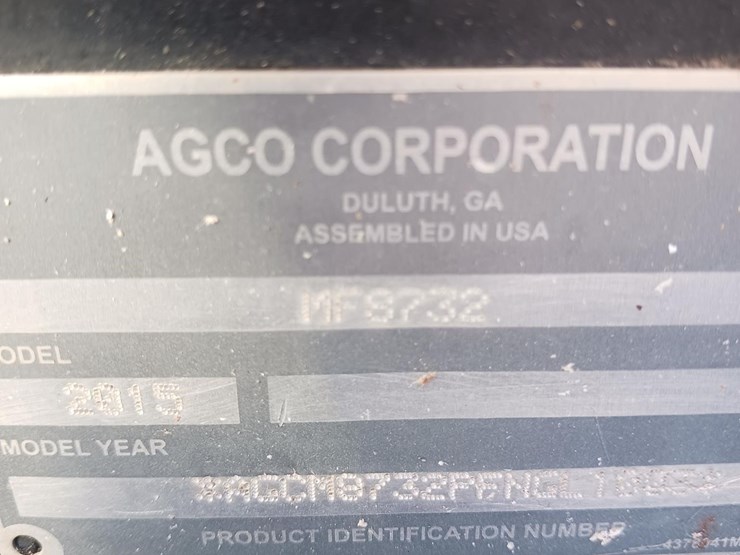 AGCO CORPORATION
DULUTH, GA
ASSEMBLED IN USA
MF8732
ODEL
2015
MODEL YEAR
PRODUCT IDENTIFICATION NUMBER